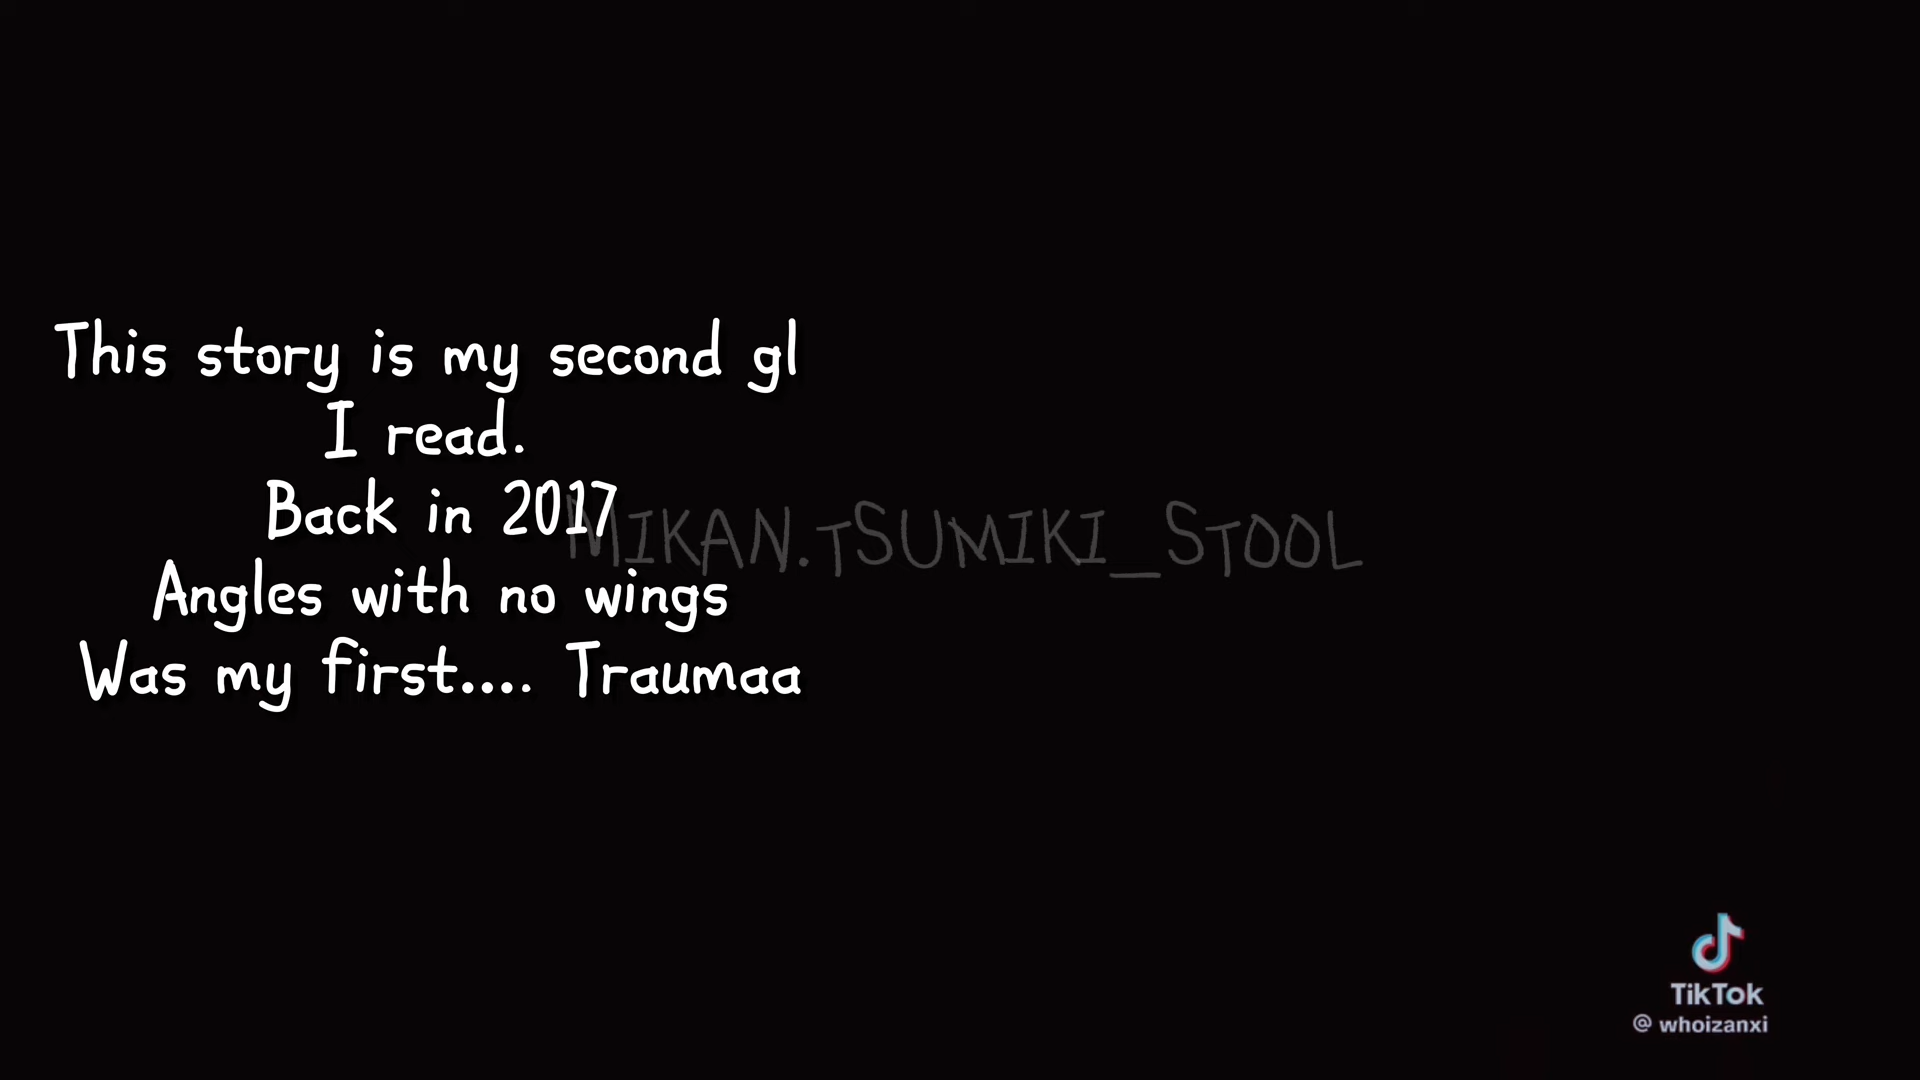 This story is my second gl
I read.
Back in 2017
MIKAN.TSUMIKI_STOOL
Angles with no wings
Was my first.... Traumaa
TikTok
@ whoizanxi